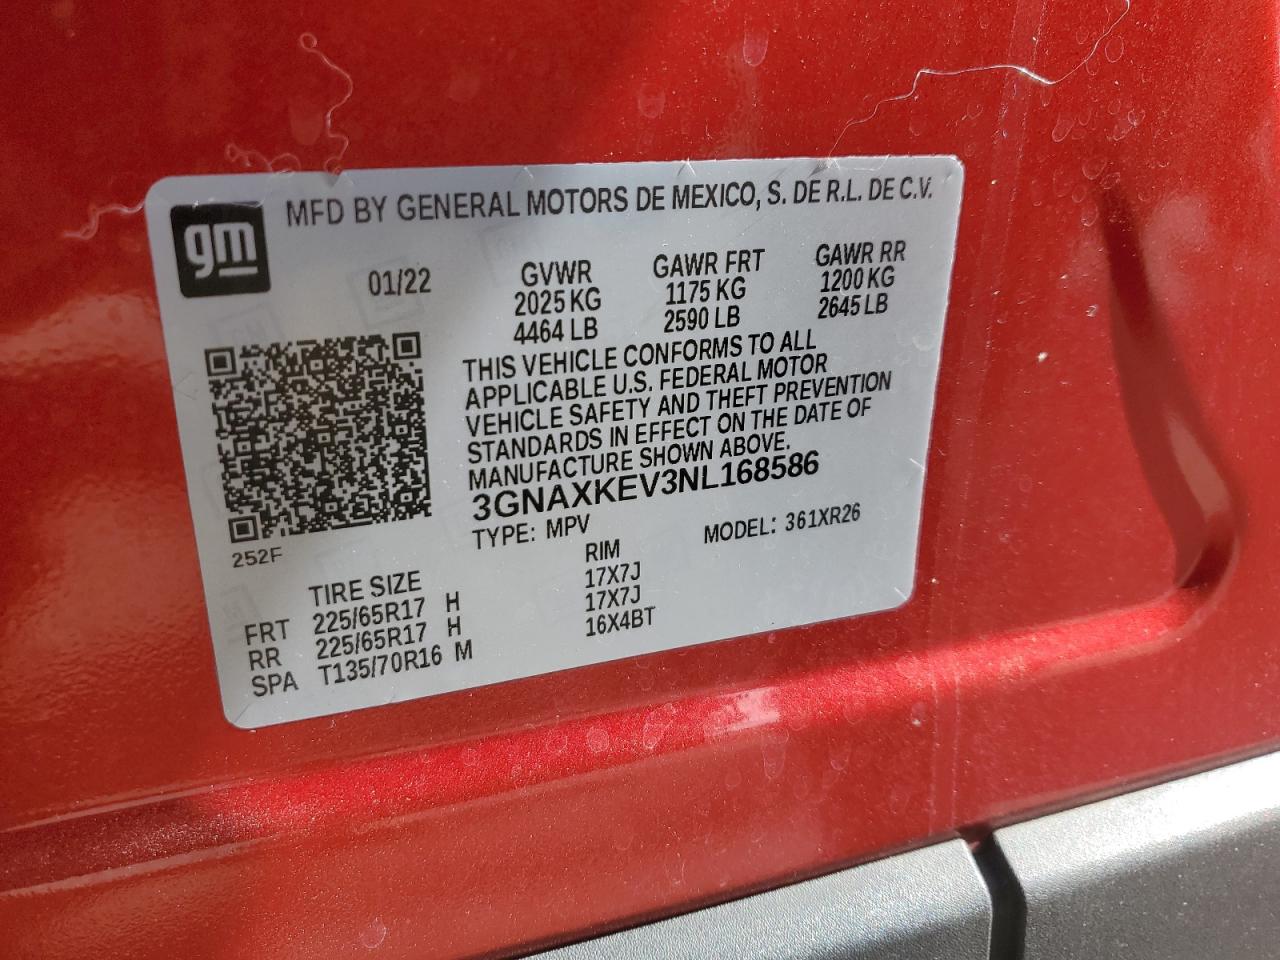 gm
MFD BY GENERAL MOTORS DE MEXICO, S. DE R.L. DE C.V.
01/22
GVWR
2025 KG
4464 LB
GAWR FRT
1175 KG
2590 LB
GAWR RR
1200 KG
2645 LB
THIS VEHICLE CONFORMS TO ALL
APPLICABLE U.S. FEDERAL MOTOR
VEHICLE SAFETY AND THEFT PREVENTION
STANDARDS IN EFFECT ON THE DATE OF
MANUFACTURE SHOWN ABOVE.
3GNAXKEV3NL168586
TYPE: MPV MODEL: 361XR26
252F
TIRE SIZE RIM
FRT 225/65R17 H 17X7J
RR 225/65R17 H 17X7J
SPA T135/70R16 M 16X4BT